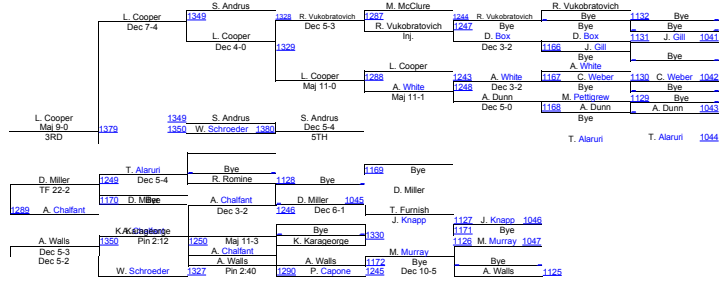 S. Andrus M. McClure R. Vukobratovich
L. Cooper 1349 1328 R. Vukobratovich 1287 1244 R. Vukobratovich Bye 1132 Bye
Dec 7-4 Dec 5-3 R. Vukobratovich 1247 Bye Bye
L. Cooper Inj. D. Box D. Box 1131 J. Gill 1041
Dec 4-0 1329 Dec 3-2 1166 J. Gill Bye
Bye
L. Cooper A. White
L. Cooper 1288 1243 A. White 1167 C. Weber 1130 C. Weber 1042
Maj 11-0 A. White 1248 Dec 3-2 Bye
Maj 11-1 A. Dunn M. Pettigrew 1129 Bye
L. Cooper 1349 S. Andrus S. Andrus Dec 5-0 1168 A. Dunn A. Dunn 1043
Maj 9-0 1379 1350 W. Schroeder 1380 Dec 5-4 Bye
3RD 5TH T. Alaruri T. Alaruri 1044
T. Alaruri Bye 1169
D. Miller 1249 Dec 5-4 R. Romine 1128 Bye Bye
TF 22-2 D. Miller
1170 D. Miller Bye A. Chalfant D. Miller 1045
1289 A. Chalfant Dec 3-2 1246 Dec 6-1 T. Furnish
J. Knapp 1127 J. Knapp 1046
K. Karageorge A. Chalfant Bye 1330 1171 Bye
A. Walls 1350 Pin 2:12 1250 Maj 11-3 K. Karageorge 1126 M. Murray 1047
Dec 5-3 A. Chalfant M. Murray
Dec 5-2 A. Walls A. Walls 1172 Bye Bye
W. Schroeder 1327 Pin 2:40 1290 P. Capone 1245 Dec 10-5 A. Walls 1125